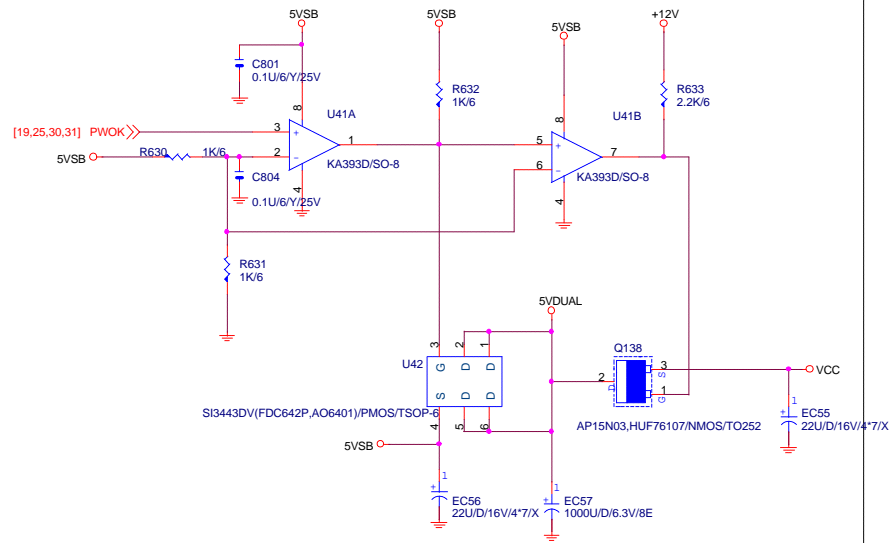 5VSB
5VSB
+12V
5VSB
C801
0.1U/6/Y/25V
R632
1K/6
R633
2.2K/6
8
U41A
8
U41B
[19,25,30,31] PWOK
3
+
1
5
+
7
5VSB
R630
1K/6
2
-
6
-
C804
0.1U/6/Y/25V
4
KA393D/SO-8
4
KA393D/SO-8
R631
1K/6
5VDUAL
3
2
1
Q138
U42
G
D
D
S
D
D
2
D
3
S
VCC
1
G
SI3443DV(FDC642P,AO6401)/PMOS/TSOP-6
4
5
6
AP15N03,HUF76107/NMOS/TO252
1
+
EC55
22U/D/16V/4*7/X
5VSB
1
+
EC56
22U/D/16V/4*7/X
1
+
EC57
1000U/D/6.3V/8E